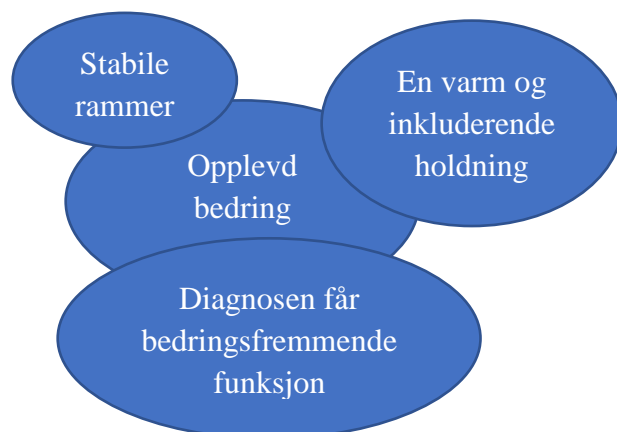 Stabile
rammer
En varm og
inkluderende
holdning
Opplevd
bedring
Diagnosen får
bedringsfremmende
funksjon